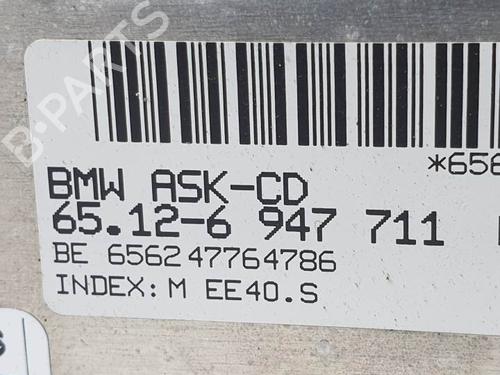 B-PARTS
*656
BMW ASK-CD
65.12-6 947 711
BE 656247764786
INDEX: M EE40.S
S